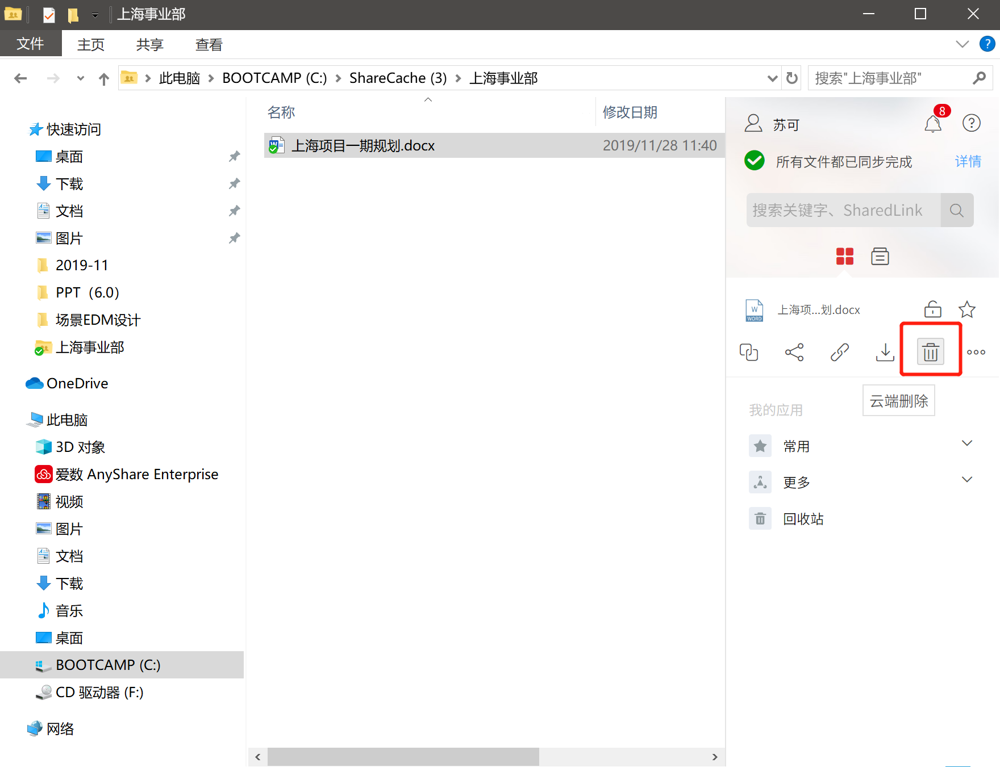 上海事业部
文件
主页
共享
查看
?
此电脑
BOOTCAMP (C:)
ShareCache (3)
上海事业部
搜索"上海事业部"
快速访问
桌面
下载
文档
图片
2019-11
PPT（6.0）
场景EDM设计
上海事业部
OneDrive
此电脑
3D 对象
爱数 AnyShare Enterprise
视频
图片
文档
下载
音乐
桌面
BOOTCAMP (C:)
CD 驱动器 (F:)
网络
名称
修改日期
上海项目一期规划.docx
2019/11/28 11:40
苏可
8
?
所有文件都已同步完成
详情
搜索关键字、SharedLink
W
WORD
上海项...划.docx
云端删除
我的应用
常用
更多
回收站